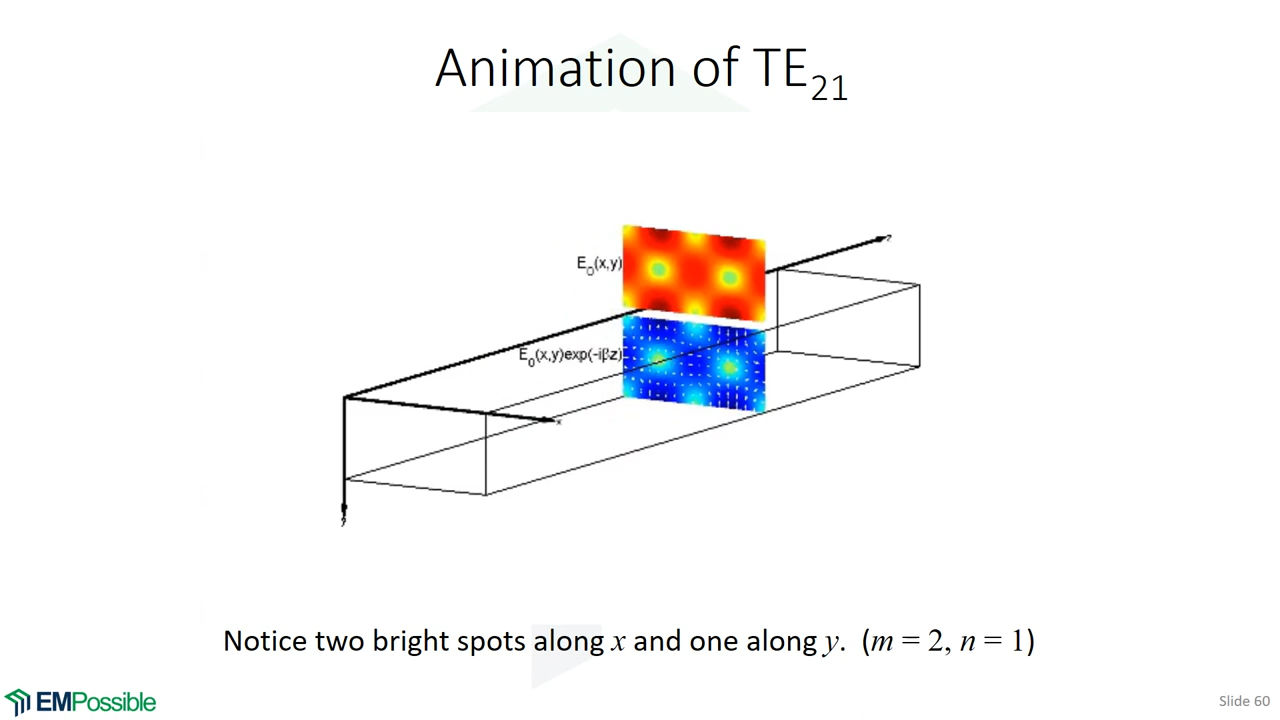 Animation of TE21
z
E0(x,y)
E0(x,y)exp(-iβz)
x
y
Notice two bright spots along x and one along y. (m = 2, n = 1)
EMPossible
Slide 60